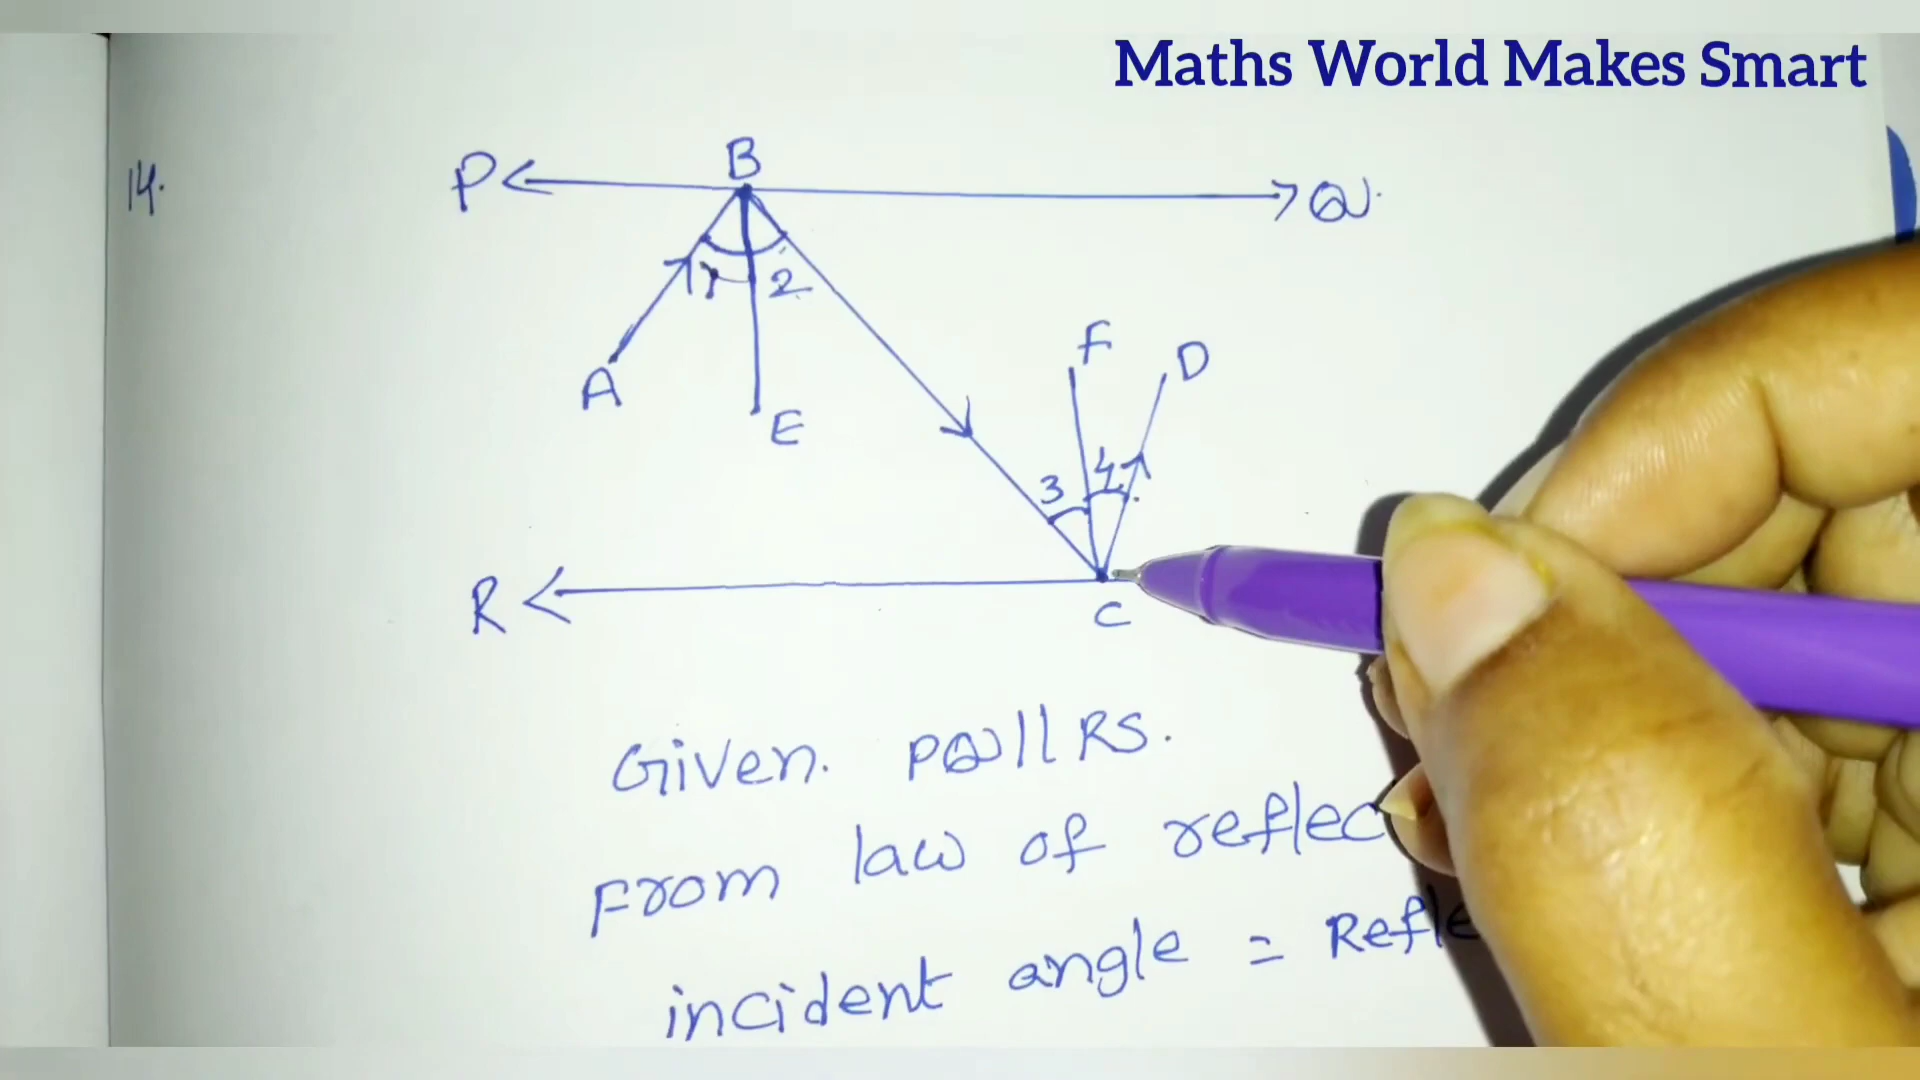 Maths World Makes Smart
14.
B
P
Q
1 2
A
E
F
D
3 4
R
C
Given. PQ||RS.
From law of reflec
incident angle = Refle